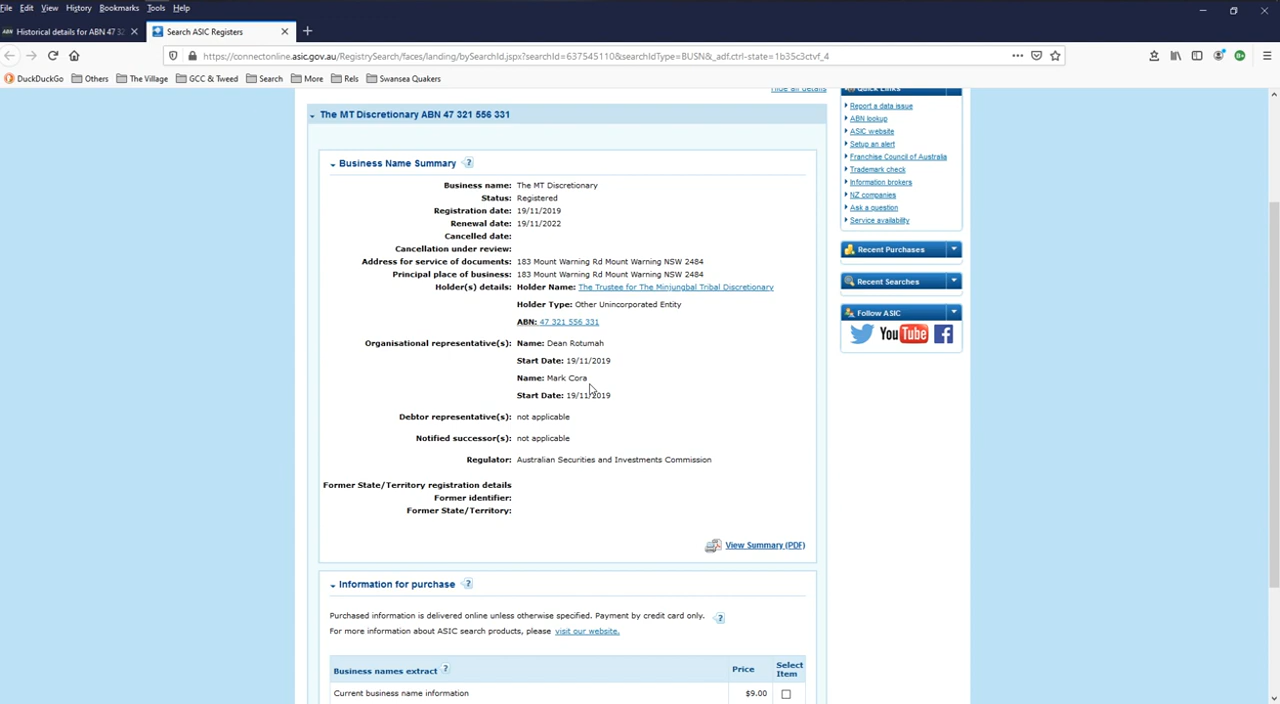 File Edit View History Bookmarks Tools Help
Historical details for ABN 47 32
Search ASIC Registers
https://connectonline.asic.gov.au/RegistrySearch/faces/landing/bySearchId.jspx?searchId=637545110&searchIdType=BUSN&_adf.ctrl-state=1b35c3ctvf_4
DuckDuckGo Others The Village GCC & Tweed Search More Rels Swansea Quakers
Hide all details
The MT Discretionary ABN 47 321 556 331
Business Name Summary ?
Business name: The MT Discretionary
Status: Registered
Registration date: 19/11/2019
Renewal date: 19/11/2022
Cancelled date:
Cancellation under review:
Address for service of documents: 183 Mount Warning Rd Mount Warning NSW 2484
Principal place of business: 183 Mount Warning Rd Mount Warning NSW 2484
Holder(s) details: Holder Name: The Trustee for The Minjungbal Tribal Discretionary
Holder Type: Other Unincorporated Entity
ABN: 47 321 556 331
Organisational representative(s): Name: Dean Rotumah
Start Date: 19/11/2019
Name: Mark Cora
Start Date: 19/11/2019
Debtor representative(s): not applicable
Notified successor(s): not applicable
Regulator: Australian Securities and Investments Commission
Former State/Territory registration details
Former identifier:
Former State/Territory:
View Summary (PDF)
Information for purchase ?
Purchased information is delivered online unless otherwise specified. Payment by credit card only. ?
For more information about ASIC search products, please visit our website.
Business names extract ? Price Select Item
Current business name information $9.00
Quick Links
Report a data issue
ABN lookup
ASIC website
Setup an alert
Franchise Council of Australia
Trademark check
Information brokers
NZ companies
Ask a question
Service availability
Recent Purchases
Recent Searches
Follow ASIC
YouTube